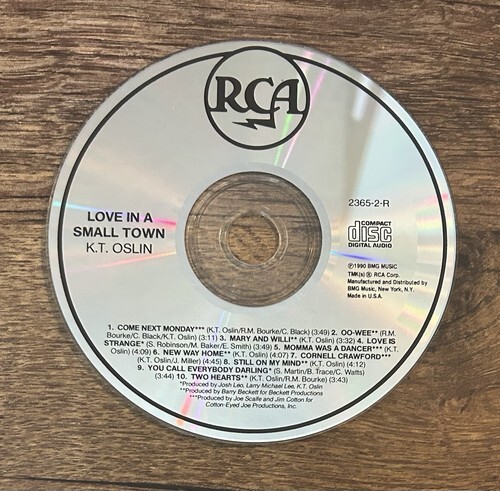 RCA
2365-2-R
LOVE IN A
SMALL TOWN
K.T. OSLIN
COMPACT
disc
DIGITAL AUDIO
Ⓟ1990 BMG MUSIC
TMK(s) ® RCA Corp.
Manufactured and Distributed by
BMG Music, New York, N.Y.
Made in U.S.A.
1. COME NEXT MONDAY*** (K.T. Oslin/R.M. Bourke/C. Black) (3:49) 2. OO-WEE** (R.M.
Bourke/C. Black/K.T. Oslin) (3:11) 3. MARY AND WILLI** (K.T. Oslin) (3:32) 4. LOVE IS
STRANGE* (S. Robinson/M. Baker/E. Smith) (3:49) 5. MOMMA WAS A DANCER*** (K.T.
Oslin) (4:09) 6. NEW WAY HOME** (K.T. Oslin) (4:07) 7. CORNELL CRAWFORD*** (K.T.
Oslin/J. Miller) (4:45) 8. STILL ON MY MIND** (K.T. Oslin) (4:12)
9. YOU CALL EVERYBODY DARLING* (S. Martin/B. Trace/C. Watts)
(3:44) 10. TWO HEARTS** (K.T. Oslin/R.M. Bourke) (3:43)
*Produced by Josh Leo, Larry Michael Lee, K.T. Oslin
**Produced by Barry Beckett for Beckett Productions
***Produced by Joe Scaife and Jim Cotton for
Cotton-Eyed Joe Productions, Inc.